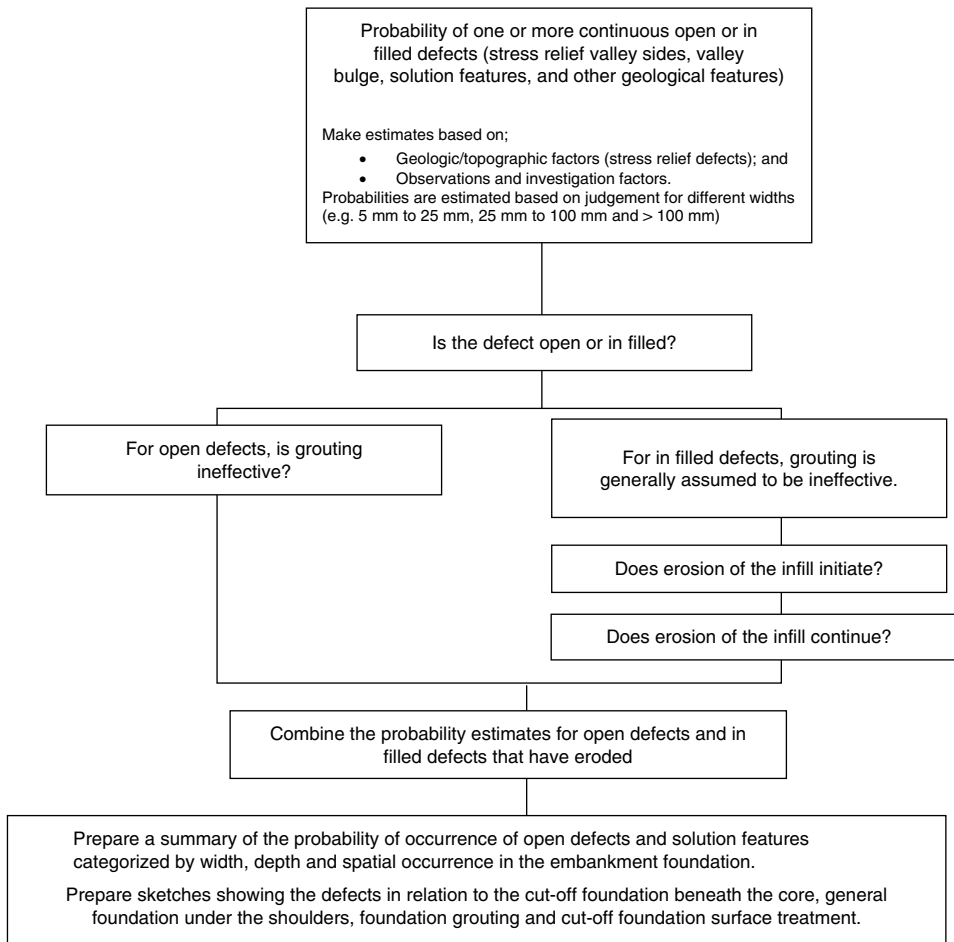 Probability of one or more continuous open or in
filled defects (stress relief valley sides, valley
bulge, solution features, and other geological features)
Make estimates based on;
• Geologic/topographic factors (stress relief defects); and
• Observations and investigation factors.
Probabilities are estimated based on judgement for different widths
(e.g. 5 mm to 25 mm, 25 mm to 100 mm and > 100 mm)
Is the defect open or in filled?
For open defects, is grouting
ineffective?
For in filled defects, grouting is
generally assumed to be ineffective.
Does erosion of the infill initiate?
Does erosion of the infill continue?
Combine the probability estimates for open defects and in
filled defects that have eroded
Prepare a summary of the probability of occurrence of open defects and solution features
categorized by width, depth and spatial occurrence in the embankment foundation.
Prepare sketches showing the defects in relation to the cut-off foundation beneath the core, general
foundation under the shoulders, foundation grouting and cut-off foundation surface treatment.